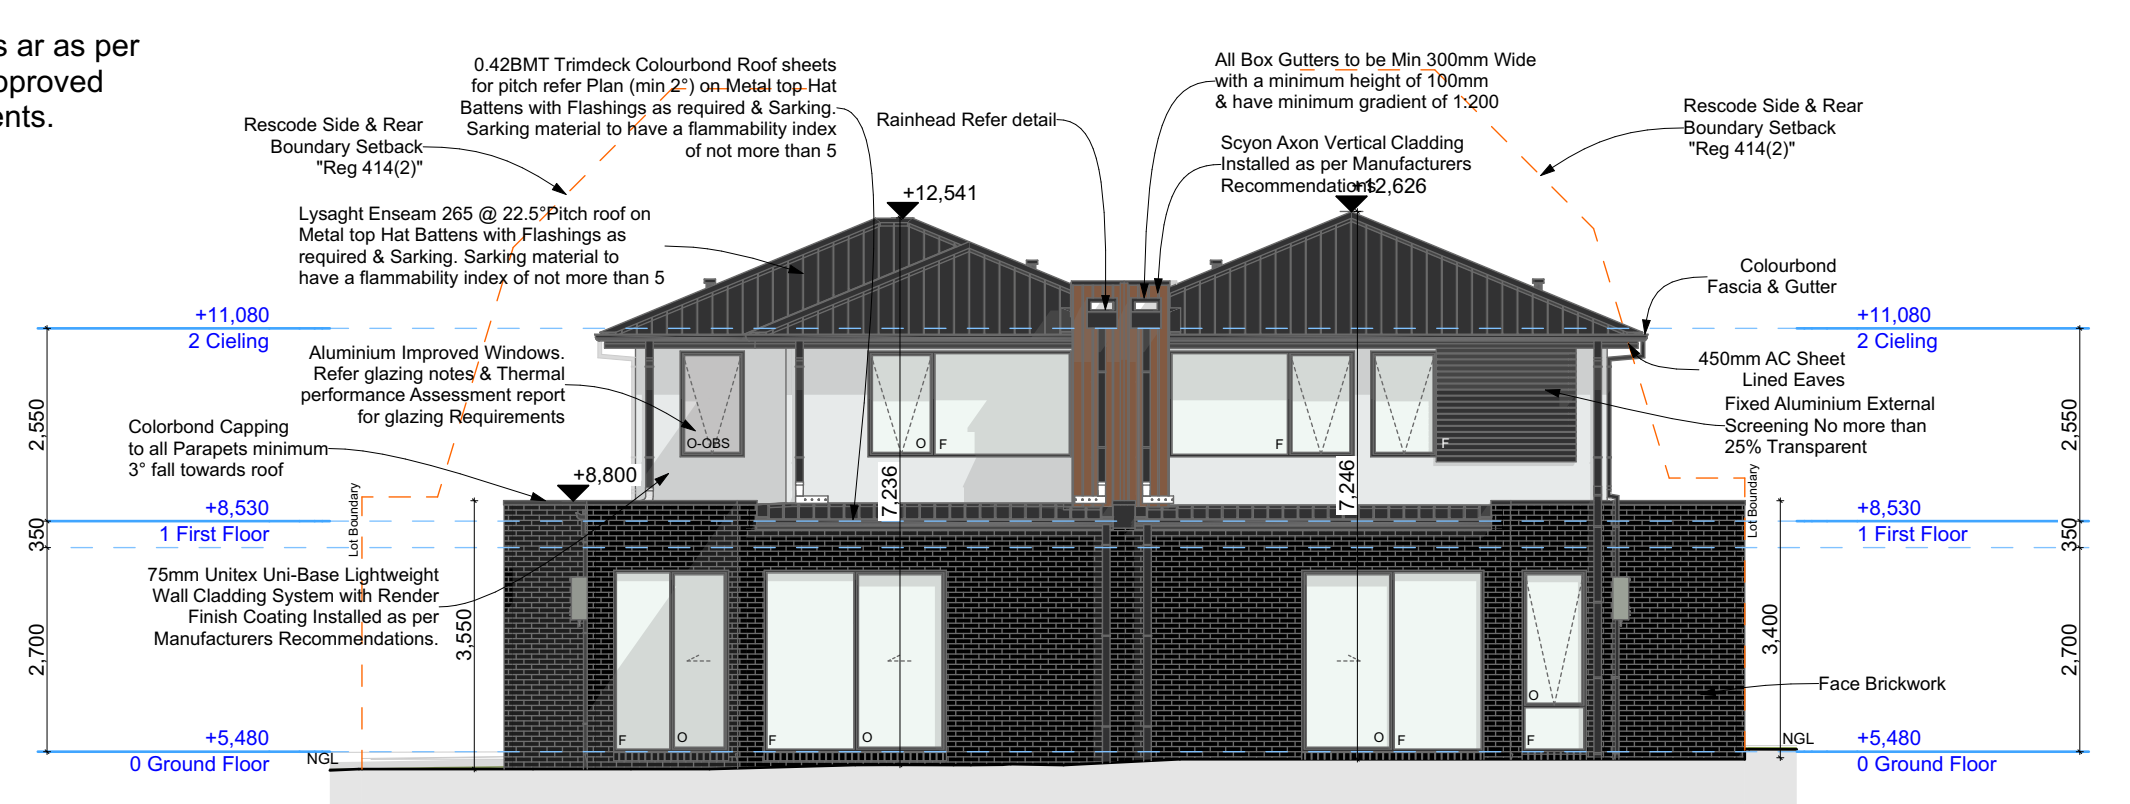 s ar as per
pproved
ents.
0.42BMT Trimdeck Colourbond Roof sheets
for pitch refer Plan (min 2°) on Metal top Hat
Battens with Flashings as required & Sarking.
Sarking material to have a flammability index
of not more than 5
Rescode Side & Rear
Boundary Setback
"Reg 414(2)"
Rainhead Refer detail
All Box Gutters to be Min 300mm Wide
with a minimum height of 100mm
& have minimum gradient of 1:200
Scyon Axon Vertical Cladding
Installed as per Manufacturers
Recommendations
Rescode Side & Rear
Boundary Setback
"Reg 414(2)"
+12,541
+12,626
Lysaght Enseam 265 @ 22.5°Pitch roof on
Metal top Hat Battens with Flashings as
required & Sarking. Sarking material to
have a flammability index of not more than 5
Colourbond
Fascia & Gutter
+11,080
2 Cieling
+11,080
2 Cieling
Aluminium Improved Windows.
Refer glazing notes & Thermal
performance Assessment report
for glazing Requirements
450mm AC Sheet
Lined Eaves
Fixed Aluminium External
Screening No more than
25% Transparent
Colorbond Capping
to all Parapets minimum
3° fall towards roof
O-OBS
O
F
F
F
2,550
2,550
+8,800
7,236
7,246
Lot Boundary
Lot Boundary
+8,530
1 First Floor
+8,530
1 First Floor
350
350
75mm Unitex Uni-Base Lightweight
Wall Cladding System with Render
Finish Coating Installed as per
Manufacturers Recommendations.
3,550
3,400
2,700
2,700
Face Brickwork
F
O
F
O
O
F
O
F
+5,480
0 Ground Floor
NGL
NGL
+5,480
0 Ground Floor